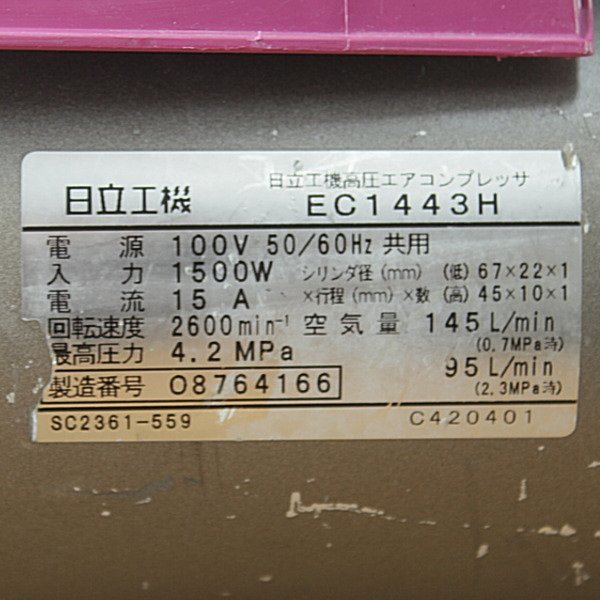 日立工機 日立工機高圧エアコンプレッサ
EC1443H
電源 100V 50/60Hz 共用
入力 1500W シリンダ径(mm) (低) 67×22×1
電流 15A ×行程(mm)×数 (高) 45×10×1
回転速度 2600min⁻¹ 空気量 145L/min
(0.7MPa時)
最高圧力 4.2MPa
95L/min
(2.3MPa時)
製造番号 08764166
SC2361-559 C420401